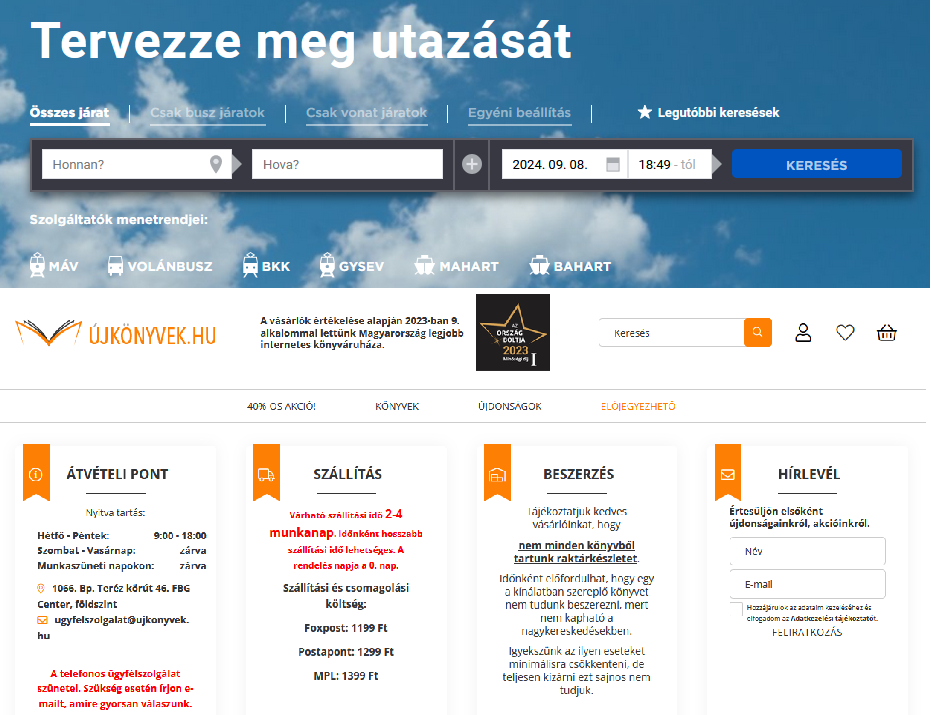 Tervezze meg utazását
Összes járat
Csak busz járatok
Csak vonat járatok
Egyéni beállítás
Legutóbbi keresések
Honnan?
Hova?
2024. 09. 08.
18:49 - tól
KERESÉS
Szolgáltatók menetrendjei:
MÁV
VOLÁNBUSZ
BKK
GYSEV
MAHART
BAHART
ÚJKÖNYVEK.HU
A vásárlók értékelése alapján 2023-ban 9.
alkalommal lettünk Magyarország legjobb
internetes könyváruháza.
AZ
ORSZÁG
BOLTJA
2023
Minőségi díj I
Keresés
40%-OS AKCIÓ!
KÖNYVEK
ÚJDONSÁGOK
ELŐJEGYEZHETŐ
ÁTVÉTELI PONT
Nyitva tartás:
Hétfő - Péntek: 9:00 - 18:00
Szombat - Vasárnap: zárva
Munkaszüneti napokon: zárva
1066. Bp. Teréz körút 46. FBG
Center, földszint
ugyfelszolgalat@ujkonyvek.
hu
A telefonos ügyfélszolgálat
szünetel. Szükség esetén írjon e-
mailt, amire gyorsan válaszunk.
SZÁLLÍTÁS
Várható szállítási idő 2-4
munkanap. Időnként hosszabb
szállítási idő lehetséges. A
rendelés napja a 0. nap.
Szállítási és csomagolási
költség:
Foxpost: 1199 Ft
Postapont: 1299 Ft
MPL: 1399 Ft
BESZERZÉS
Tájékoztatjuk kedves
vásárlóinkat, hogy
nem minden könyvből
tartunk raktárkészletet.
Időnként előfordulhat, hogy egy
a kínálatban szereplő könyvet
nem tudunk beszerezni, mert
nem kapható a
nagykereskedésekben.
Igyekszünk az ilyen eseteket
minimálisra csökkenteni, de
teljesen kizárni ezt sajnos nem
tudjuk.
HÍRLEVÉL
Értesüljön elsőként
újdonságainkról, akcióinkról.
Név
E-mail
Hozzájárulok az adataim kezeléséhez és
elfogadom az Adatkezelési tájékoztatót.
FELIRATKOZÁS